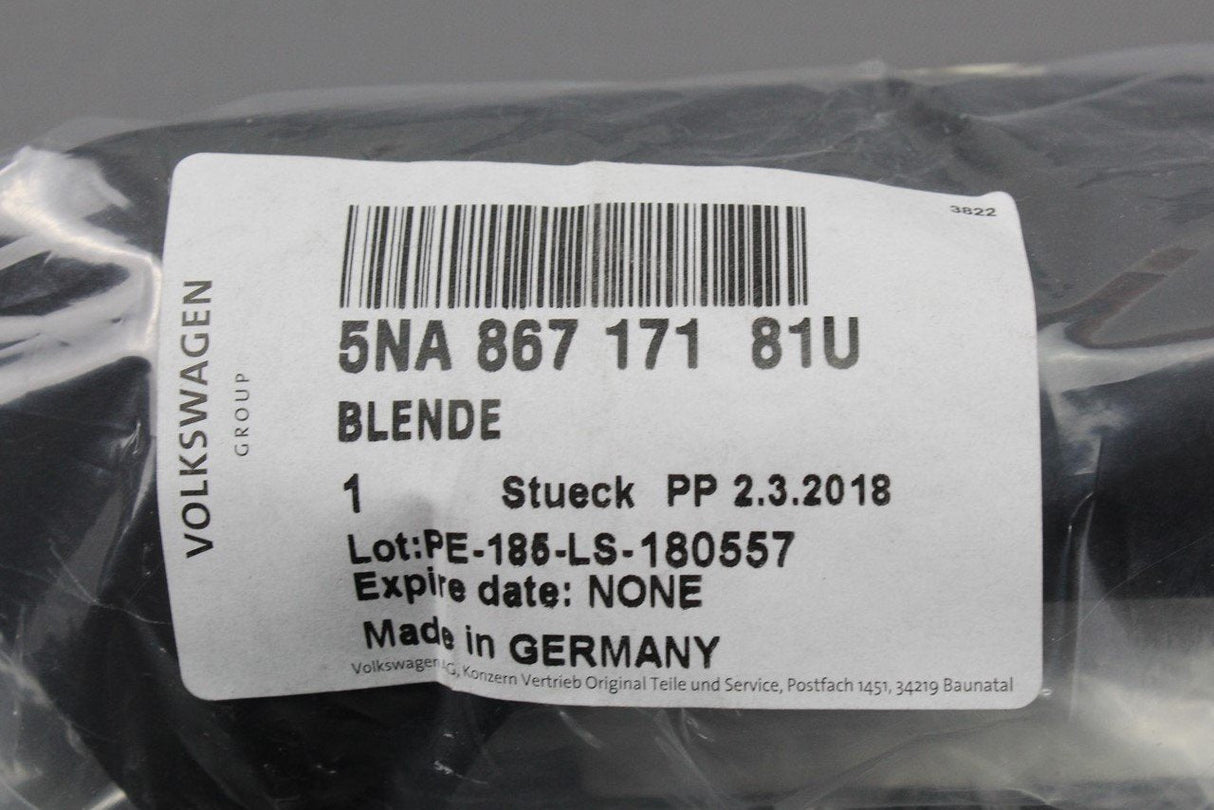 3822
5NA 867 171 81U
BLENDE
1 Stueck PP 2.3.2018
Lot:PE-185-LS-180557
Expire date: NONE
Made in GERMANY
Volkswagen AG, Konzern Vertrieb Original Teile und Service, Postfach 1451, 34219 Baunatal
VOLKSWAGEN
GROUP